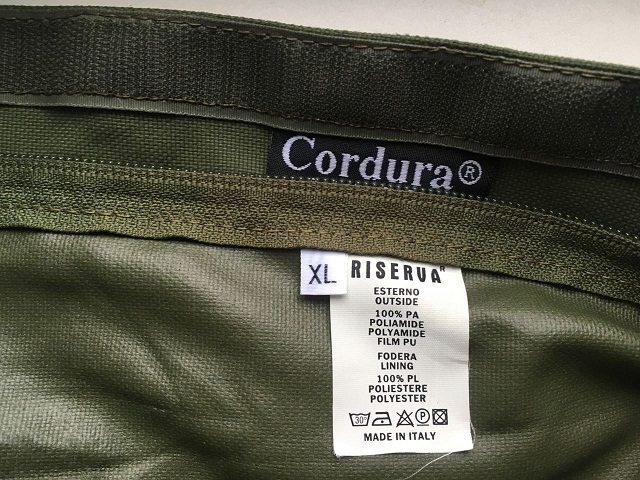 Cordura®
XL
RISERVA®
ESTERNO
OUTSIDE
100% PA
POLIAMIDE
POLYAMIDE
FILM PU
FODERA
LINING
100% PL
POLIESTERE
POLYESTER
30°
P
MADE IN ITALY